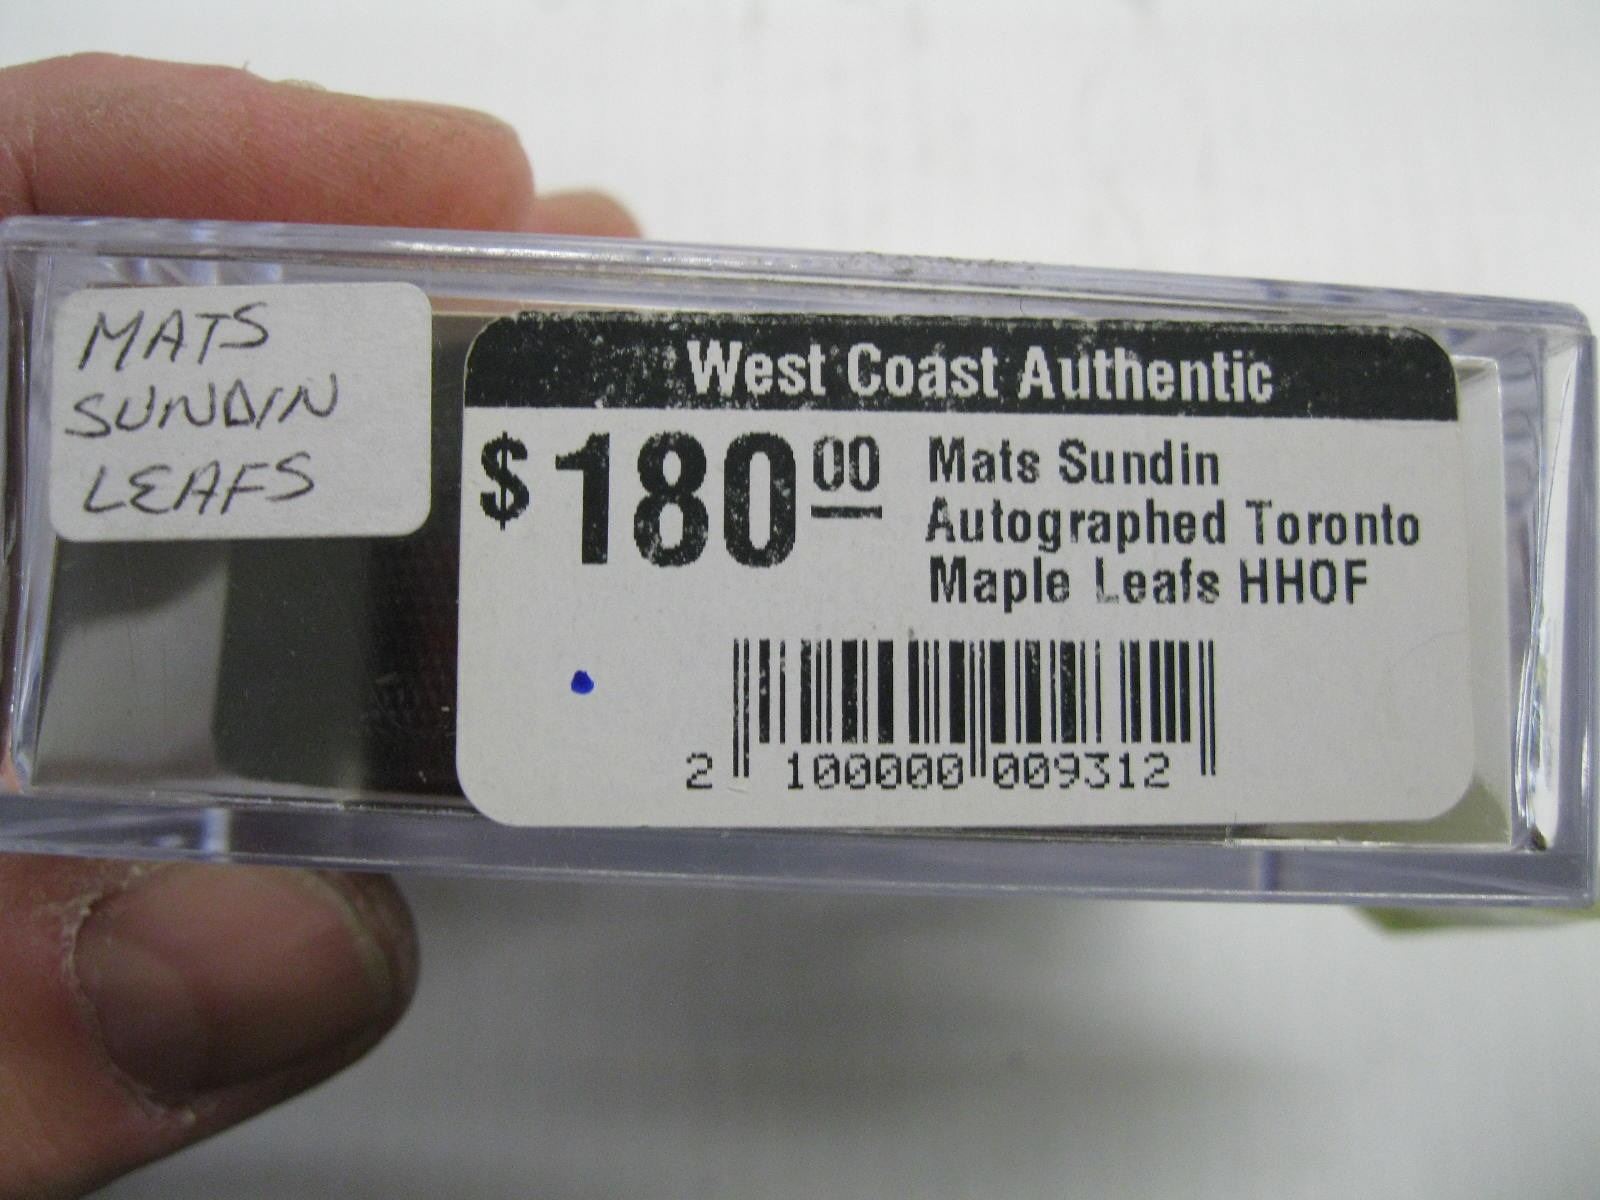 MATS
SUNDIN
LEAFS
West Coast Authentic
$180.00
Mats Sundin
Autographed Toronto
Maple Leafs HHOF
2 100000 009312